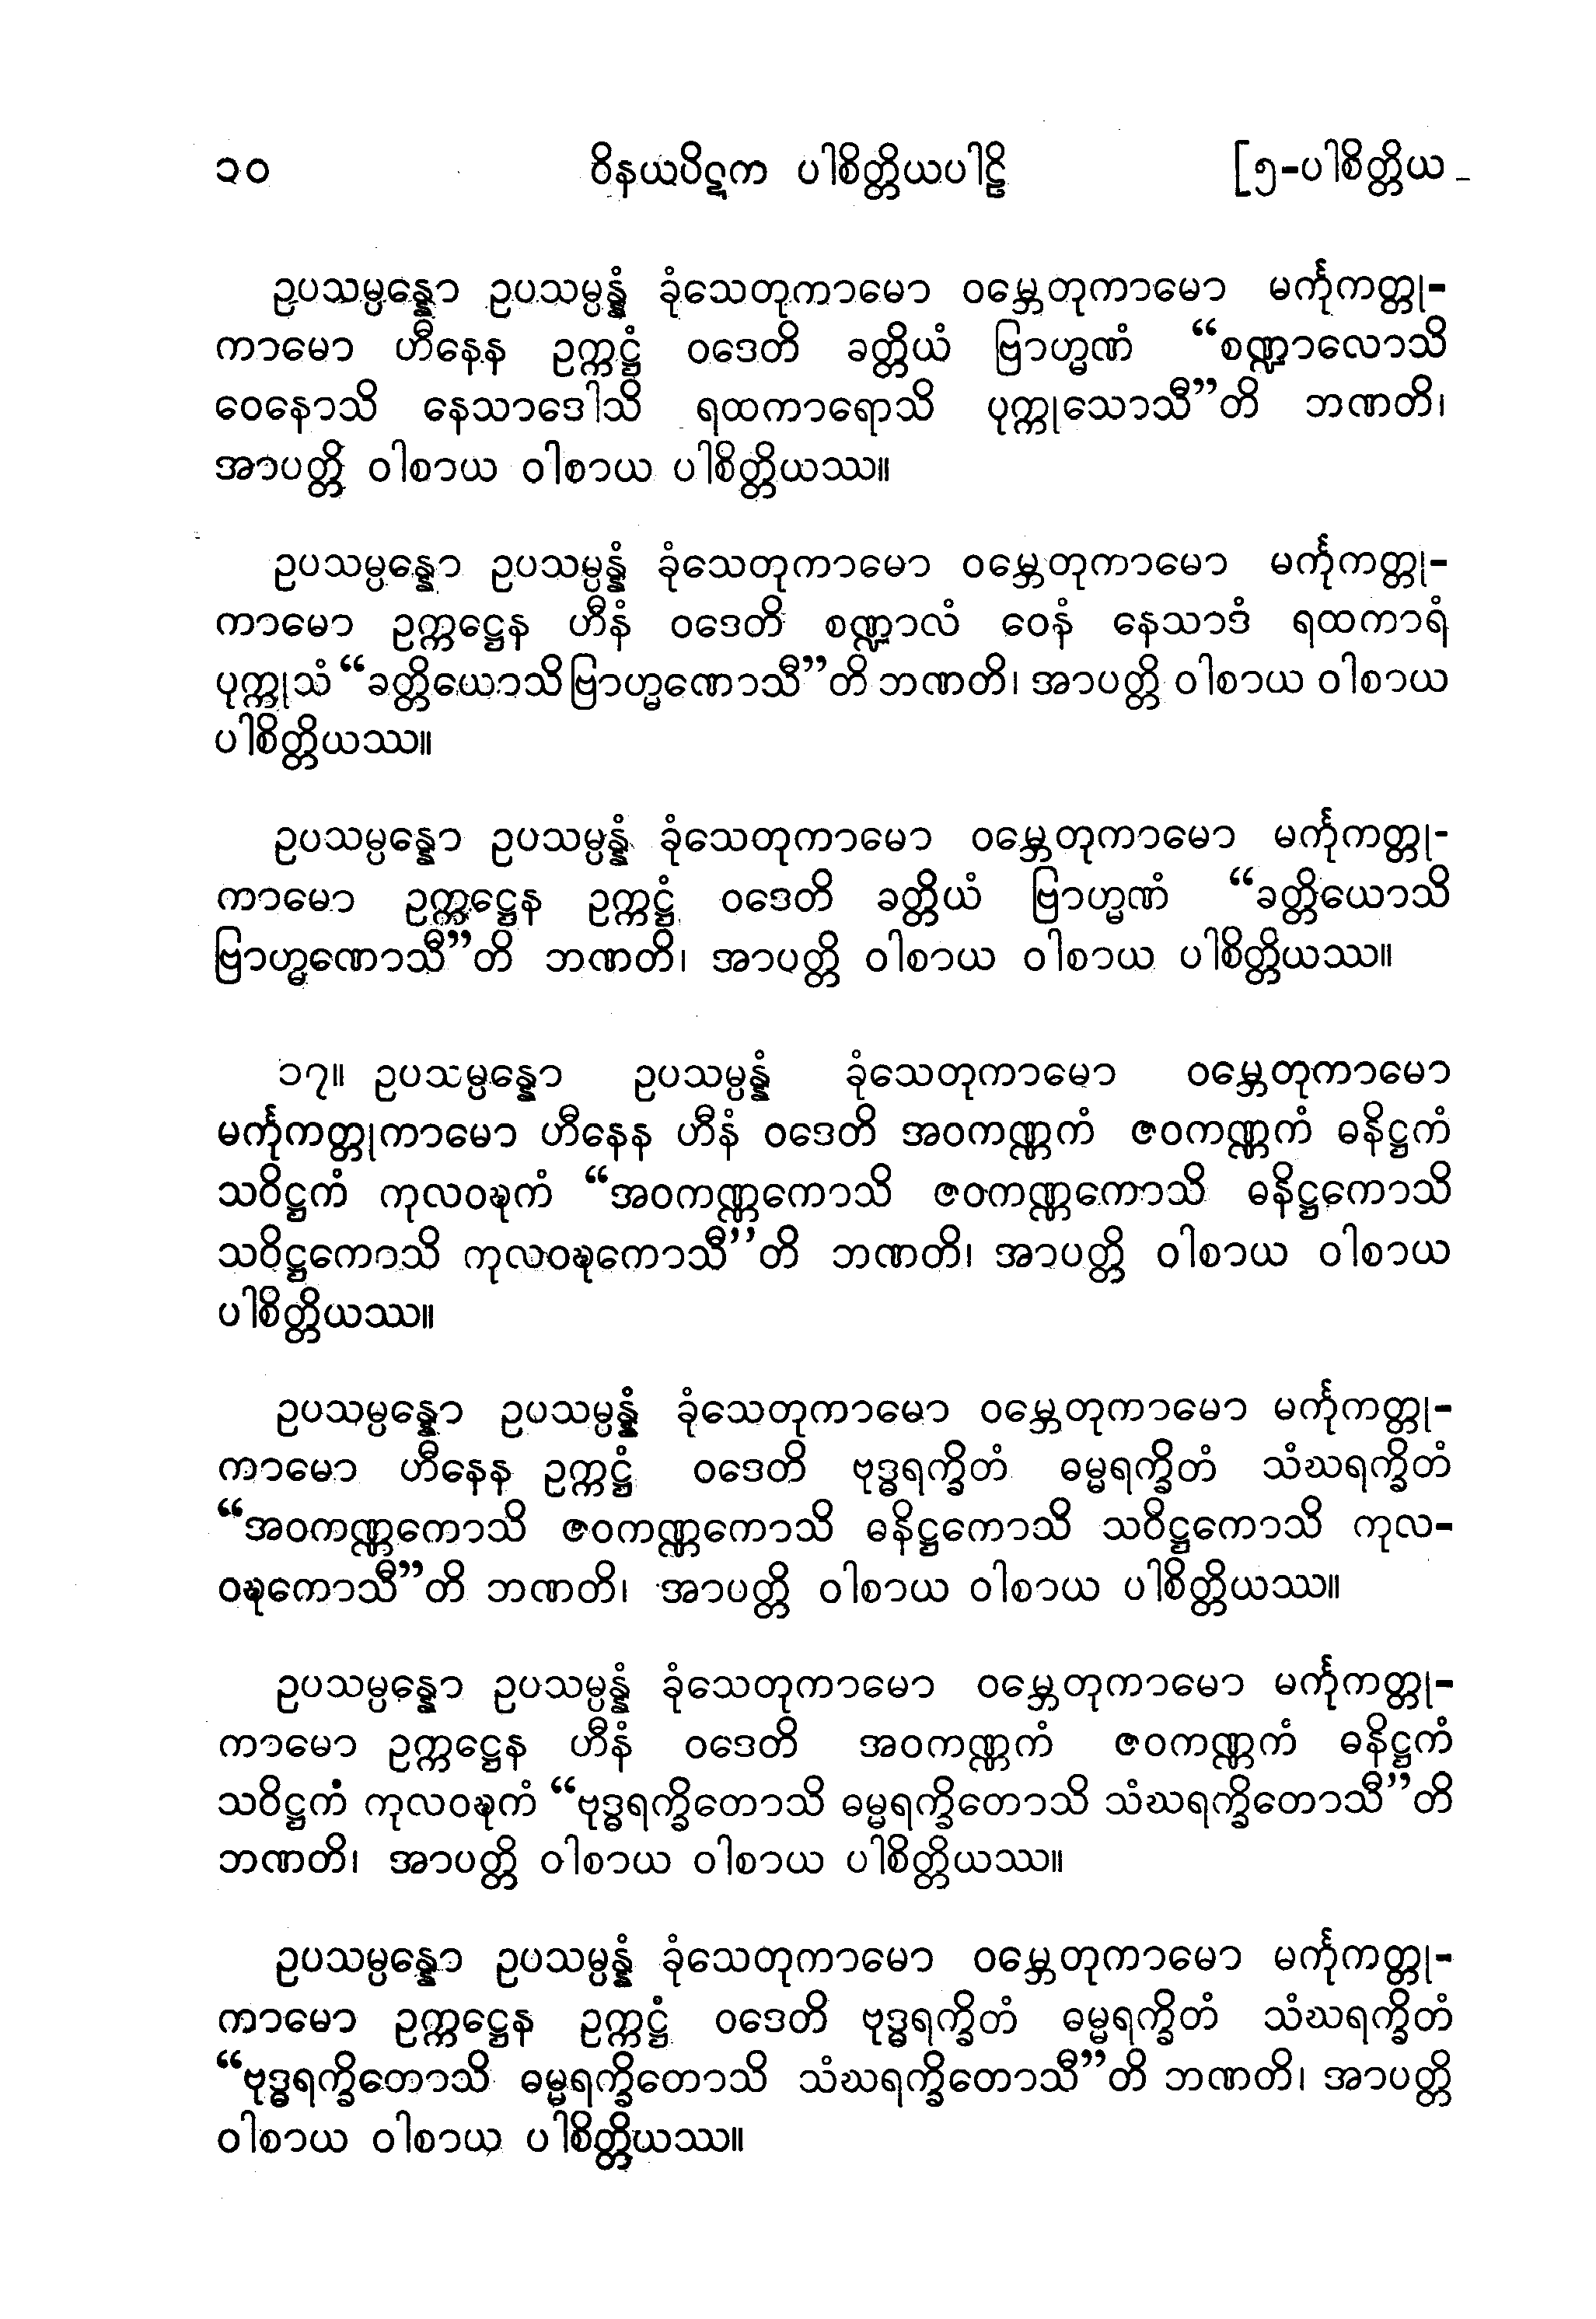 ၁၀ ဝိနယပိဋက ပါစိတ္တိယပါဠိ [၅-ပါစိတ္တိယ
ဥပသမ္ပန္နော ဥပသမ္ပန္နံ ခုံသေတုကာမော ဝမ္ဘေတုကာမော မင်္ကုကတ္တု-
ကာမော ဟီနေန ဥက္ကဋ္ဌံ ဝဒေတိ ခတ္တိယံ ဗြာဟ္မဏံ “စဏ္ဍာလောသိ
ဝေနောသိ နေသာဒေါသိ ရထကာရောသိ ပုက္ကုသောသီ”တိ ဘဏတိ၊
အာပတ္တိ ဝါစာယ ဝါစာယ ပါစိတ္တိယဿ။
ဥပသမ္ပန္နော ဥပသမ္ပန္နံ ခုံသေတုကာမော ဝမ္ဘေတုကာမော မင်္ကုကတ္တု-
ကာမော ဥက္ကဋ္ဌေန ဟီနံ ဝဒေတိ စဏ္ဍာလံ ဝေနံ နေသာဒံ ရထကာရံ
ပုက္ကုသံ “ခတ္တိယောသိ ဗြာဟ္မဏောသီ”တိ ဘဏတိ၊ အာပတ္တိ ဝါစာယ ဝါစာယ
ပါစိတ္တိယဿ။
ဥပသမ္ပန္နော ဥပသမ္ပန္နံ ခုံသေတုကာမော ဝမ္ဘေတုကာမော မင်္ကုကတ္တု-
ကာမော ဥက္ကဋ္ဌေန ဥက္ကဋ္ဌံ ဝဒေတိ ခတ္တိယံ ဗြာဟ္မဏံ “ခတ္တိယောသိ
ဗြာဟ္မဏောသီ”တိ ဘဏတိ၊ အာပတ္တိ ဝါစာယ ဝါစာယ ပါစိတ္တိယဿ။
၁၇။ ဥပသမ္ပန္နော ဥပသမ္ပန္နံ ခုံသေတုကာမော ဝမ္ဘေတုကာမော
မင်္ကုကတ္တုကာမော ဟီနေန ဟီနံ ဝဒေတိ အဝကဏ္ဏကံ ဇဝကဏ္ဏကံ ဓနိဋ္ဌကံ
သဝိဋ္ဌကံ ကုလဝဍ္ဎကံ “အဝကဏ္ဏကောသိ ဇဝကဏ္ဏကောသိ ဓနိဋ္ဌကောသိ
သဝိဋ္ဌကောသိ ကုလဝဍ္ဎကောသီ”တိ ဘဏတိ၊ အာပတ္တိ ဝါစာယ ဝါစာယ
ပါစိတ္တိယဿ။
ဥပသမ္ပန္နော ဥပသမ္ပန္နံ ခုံသေတုကာမော ဝမ္ဘေတုကာမော မင်္ကုကတ္တု-
ကာမော ဟီနေန ဥက္ကဋ္ဌံ ဝဒေတိ ဗုဒ္ဓရက္ခိတံ ဓမ္မရက္ခိတံ သံဃရက္ခိတံ
“အဝကဏ္ဏကောသိ ဇဝကဏ္ဏကောသိ ဓနိဋ္ဌကောသိ သဝိဋ္ဌကောသိ ကုလ-
ဝဍ္ဎကောသီ”တိ ဘဏတိ၊ အာပတ္တိ ဝါစာယ ဝါစာယ ပါစိတ္တိယဿ။
ဥပသမ္ပန္နော ဥပသမ္ပန္နံ ခုံသေတုကာမော ဝမ္ဘေတုကာမော မင်္ကုကတ္တု-
ကာမော ဥက္ကဋ္ဌေန ဟီနံ ဝဒေတိ အဝကဏ္ဏကံ ဇဝကဏ္ဏကံ ဓနိဋ္ဌကံ
သဝိဋ္ဌကံ ကုလဝဍ္ဎကံ “ဗုဒ္ဓရက္ခိတောသိ ဓမ္မရက္ခိတောသိ သံဃရက္ခိတောသီ”တိ
ဘဏတိ၊ အာပတ္တိ ဝါစာယ ဝါစာယ ပါစိတ္တိယဿ။
ဥပသမ္ပန္နော ဥပသမ္ပန္နံ ခုံသေတုကာမော ဝမ္ဘေတုကာမော မင်္ကုကတ္တု-
ကာမော ဥက္ကဋ္ဌေန ဥက္ကဋ္ဌံ ဝဒေတိ ဗုဒ္ဓရက္ခိတံ ဓမ္မရက္ခိတံ သံဃရက္ခိတံ
“ဗုဒ္ဓရက္ခိတောသိ ဓမ္မရက္ခိတောသိ သံဃရက္ခိတောသီ”တိ ဘဏတိ၊ အာပတ္တိ
ဝါစာယ ဝါစာယ ပါစိတ္တိယဿ။